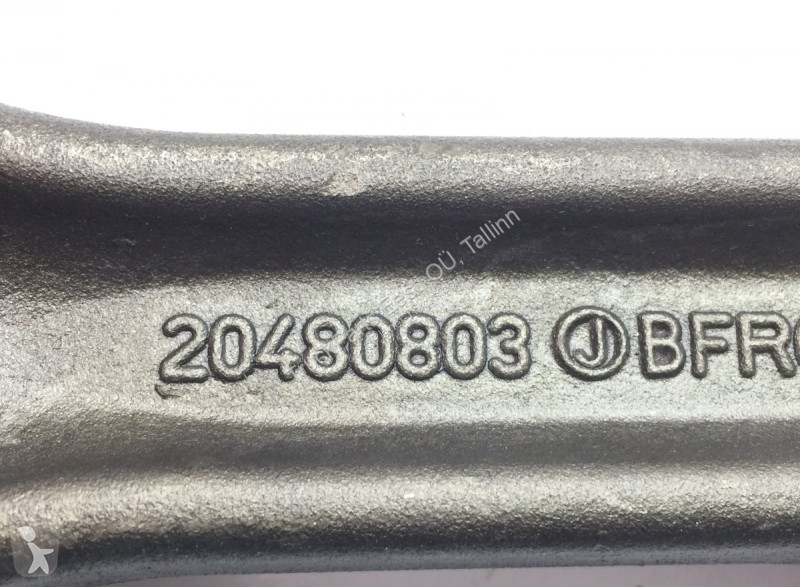 20480803 J BFR
OÜ, Tallinn